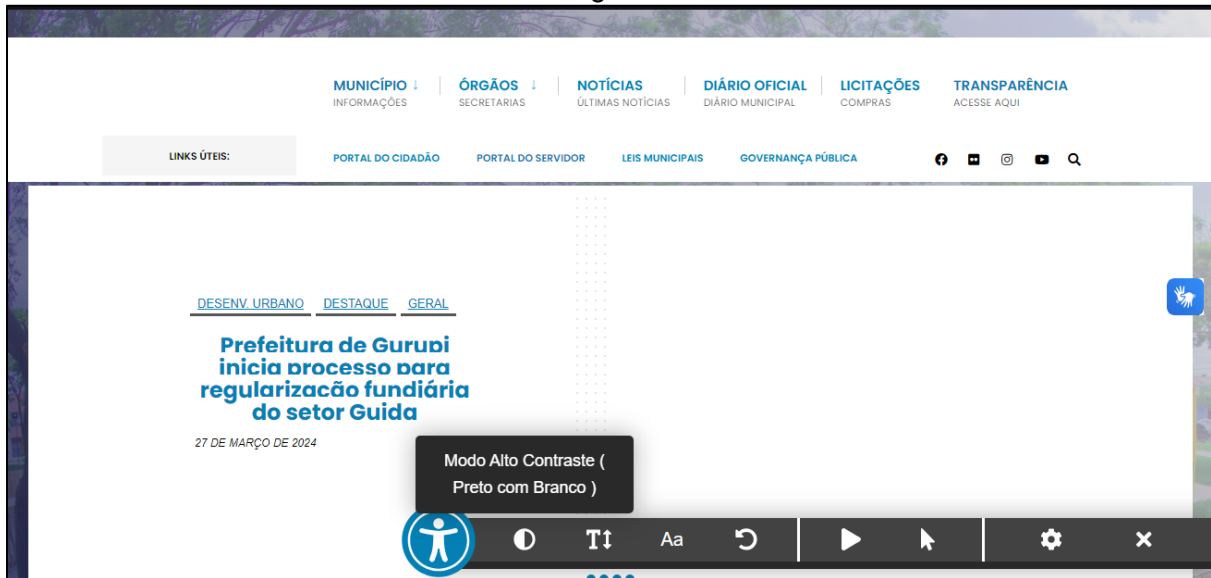 MUNICÍPIO ↓ ÓRGÃOS ↓ NOTÍCIAS DIÁRIO OFICIAL LICITAÇÕES TRANSPARÊNCIA
INFORMAÇÕES SECRETARIAS ÚLTIMAS NOTÍCIAS DIÁRIO MUNICIPAL COMPRAS ACESSE AQUI
LINKS ÚTEIS: PORTAL DO CIDADÃO PORTAL DO SERVIDOR LEIS MUNICIPAIS GOVERNANÇA PÚBLICA
DESENV. URBANO DESTAQUE GERAL
Prefeitura de Gurupi
inicia processo para
regularização fundiária
do setor Guida
27 DE MARÇO DE 2024
Modo Alto Contraste (
Preto com Branco )
T↕ Aa